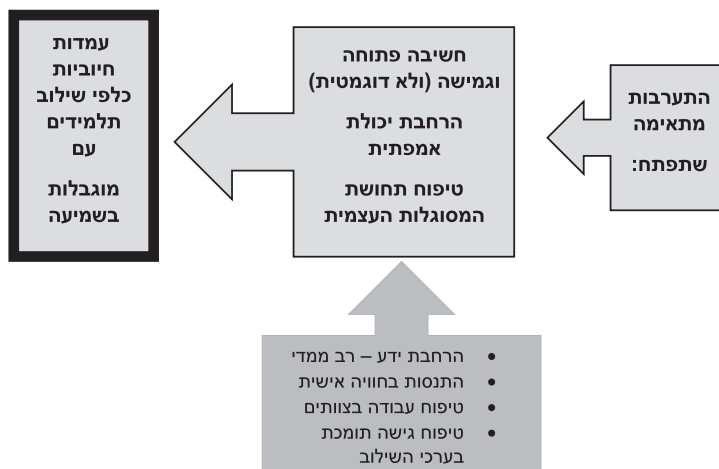 התערבות
מתאימה
שתפתח:
חשיבה פתוחה
וגמישה (ולא דוגמטית)
הרחבת יכולת
אמפתית
טיפוח תחושת
המסוגלות העצמית
עמדות
חיוביות
כלפי שילוב
תלמידים
עם
מוגבלות
בשמיעה
• הרחבת ידע – רב ממדי
• התנסות בחוויה אישית
• טיפוח עבודה בצוותים
• טיפוח גישה תומכת
בערכי השילוב